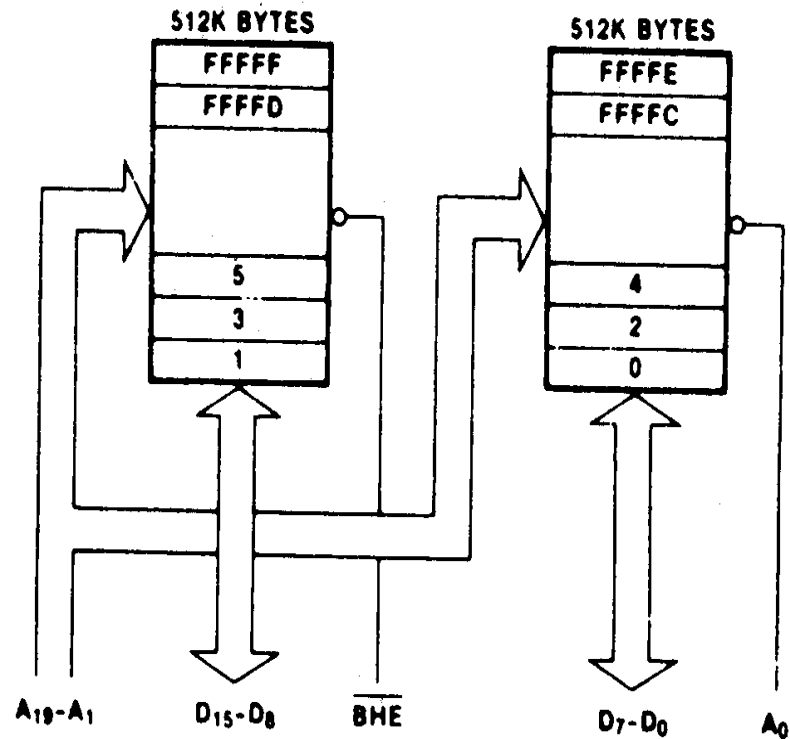 512K BYTES
FFFFF
FFFFD
5
3
1
512K BYTES
FFFFE
FFFFC
4
2
0
A₁₉-A₁
D₁₅-D₈
B̅H̅E̅
D₇-D₀
A₀